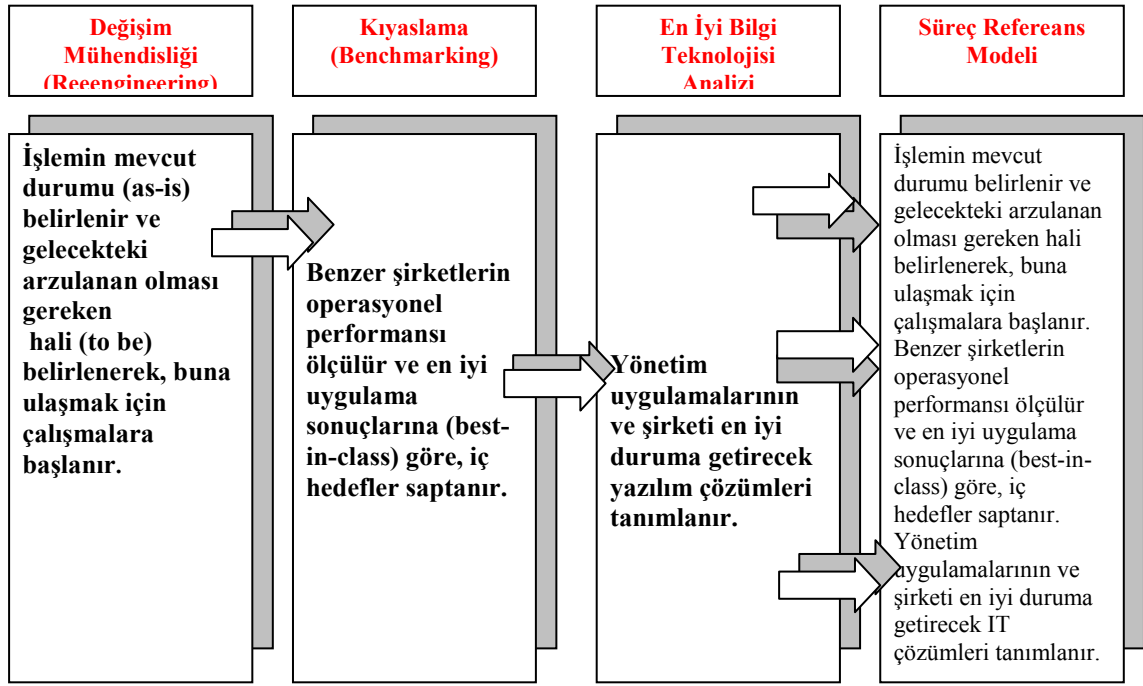 Değişim
Mühendisliği
(Reeengineering)
Kıyaslama
(Benchmarking)
En İyi Bilgi
Teknolojisi
Analizi
Süreç Refereans
Modeli
İşlemin mevcut
durumu (as-is)
belirlenir ve
gelecekteki
arzulanan olması
gereken
hali (to be)
belirlenerek, buna
ulaşmak için
çalışmalara
başlanır.
Benzer şirketlerin
operasyonel
performansı
ölçülür ve en iyi
uygulama
sonuçlarına (best-
in-class) göre, iç
hedefler saptanır.
Yönetim
uygulamalarının
ve şirketi en iyi
duruma getirecek
yazılım çözümleri
tanımlanır.
İşlemin mevcut
durumu belirlenir ve
gelecekteki arzulanan
olması gereken hali
belirlenerek, buna
ulaşmak için
çalışmalara başlanır.
Benzer şirketlerin
operasyonel
performansı ölçülür
ve en iyi uygulama
sonuçlarına (best-in-
class) göre, iç
hedefler saptanır.
Yönetim
uygulamalarının ve
şirketi en iyi duruma
getirecek IT
çözümleri tanımlanır.